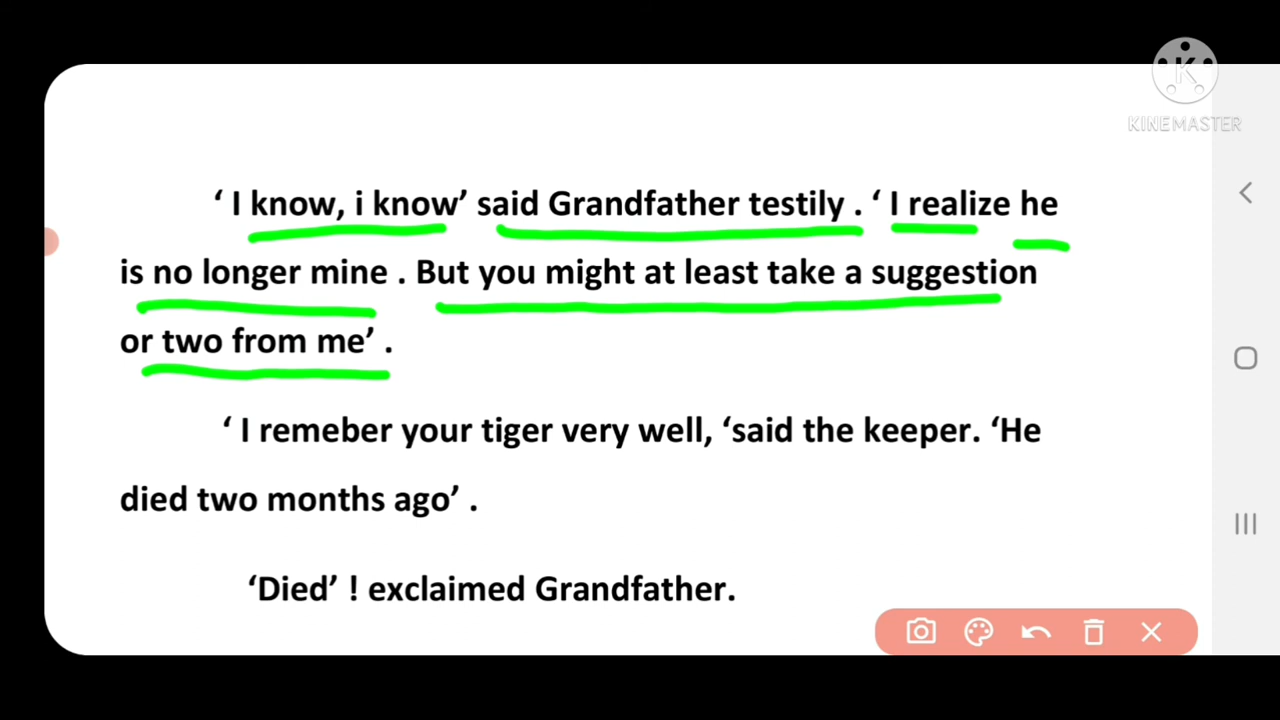 KINEMASTER
‘ I know, i know’ said Grandfather testily . ‘ I realize he
is no longer mine . But you might at least take a suggestion
or two from me’ .
‘ I remeber your tiger very well, ‘said the keeper. ‘He
died two months ago’ .
‘Died’ ! exclaimed Grandfather.